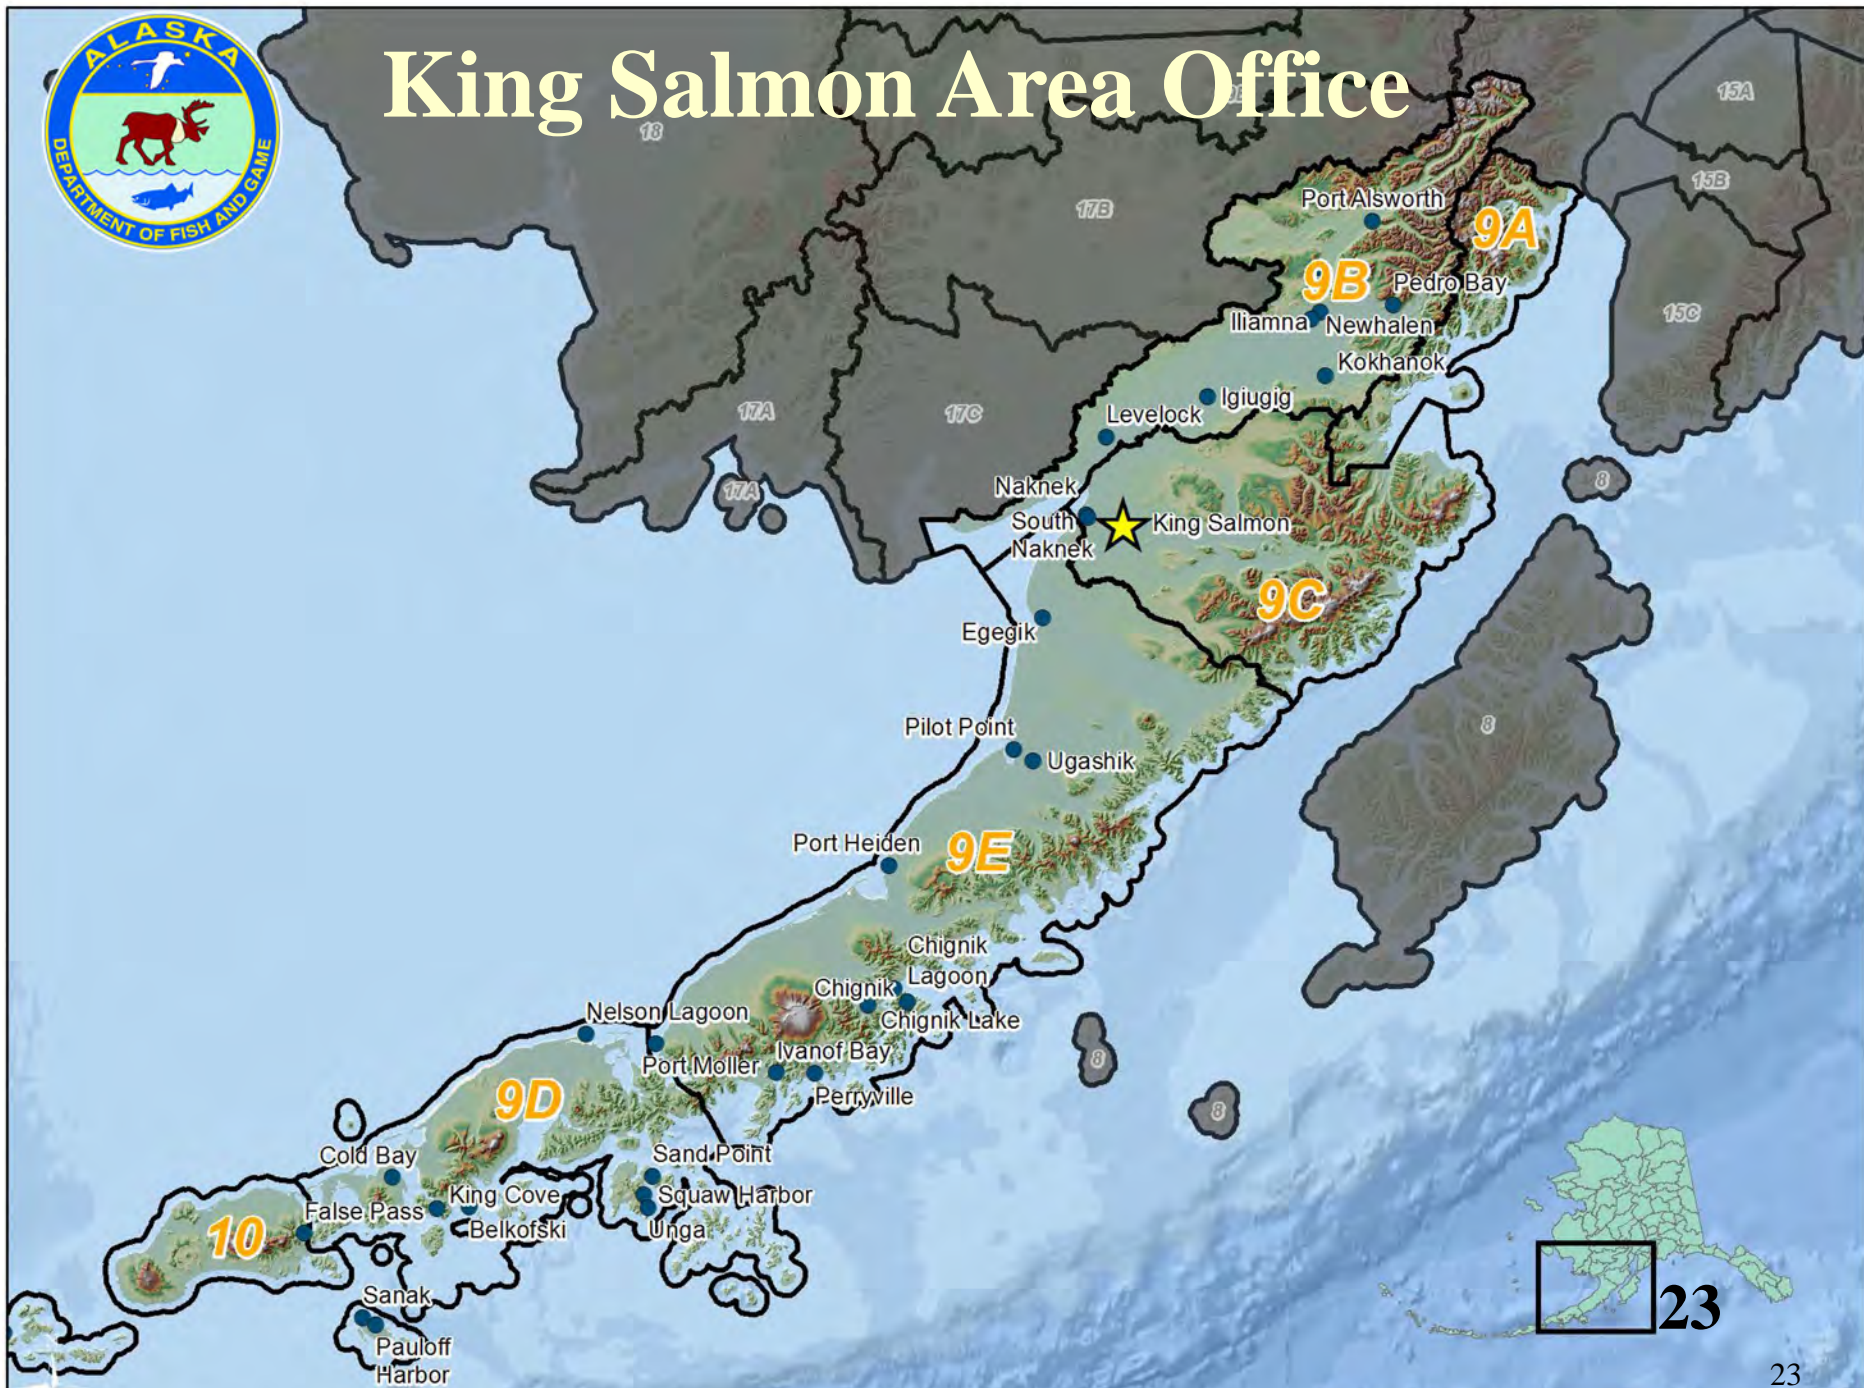 ALASKA
DEPARTMENT OF FISH AND GAME
King Salmon Area Office
18
15A
15B
17B
Port Alsworth
9A
9B
Pedro Bay
Iliamna
Newhalen
15C
Kokhanok
Igiugig
17A
17C
Levelock
17A
8
Naknek
South
Naknek
King Salmon
9C
Egegik
8
Pilot Point
Ugashik
Port Heiden
9E
Chignik
Lagoon
Chignik
Chignik Lake
Nelson Lagoon
Port Moller
Ivanof Bay
8
Perryville
9D
8
Cold Bay
Sand Point
King Cove
Squaw Harbor
False Pass
Belkofski
Unga
10
Sanak
Pauloff
Harbor
23
23